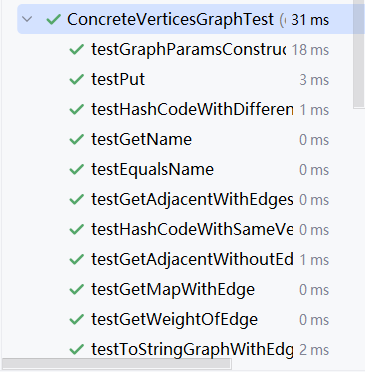 ConcreteVerticesGraphTest (c 31 ms
testGraphParamsConstruc 18 ms
testPut 3 ms
testHashCodeWithDifferen 1 ms
testGetName 0 ms
testEqualsName 0 ms
testGetAdjacentWithEdges 0 ms
testHashCodeWithSameVe 0 ms
testGetAdjacentWithoutEd 1 ms
testGetMapWithEdge 0 ms
testGetWeightOfEdge 0 ms
testToStringGraphWithEdg 2 ms